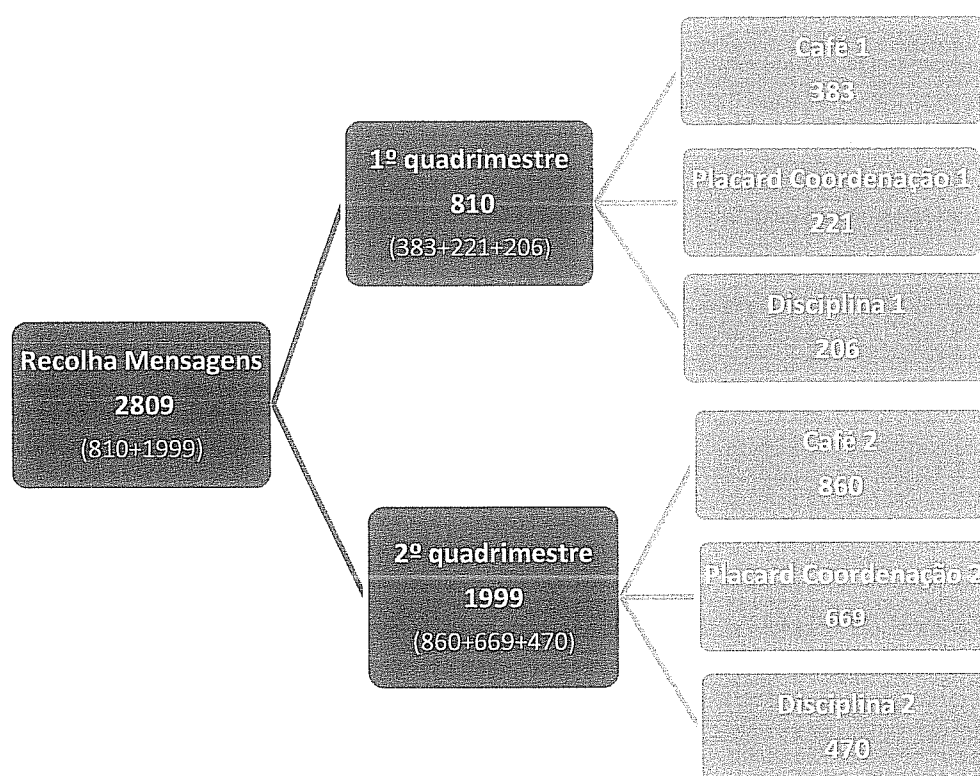 Recolha Mensagens
2809
(810+1999)
1º quadrimestre
810
(383+221+206)
Café 1
383
Placard Coordenação 1
221
Disciplina 1
206
2º quadrimestre
1999
(860+669+470)
Café 2
860
Placard Coordenação 2
669
Disciplina 2
470